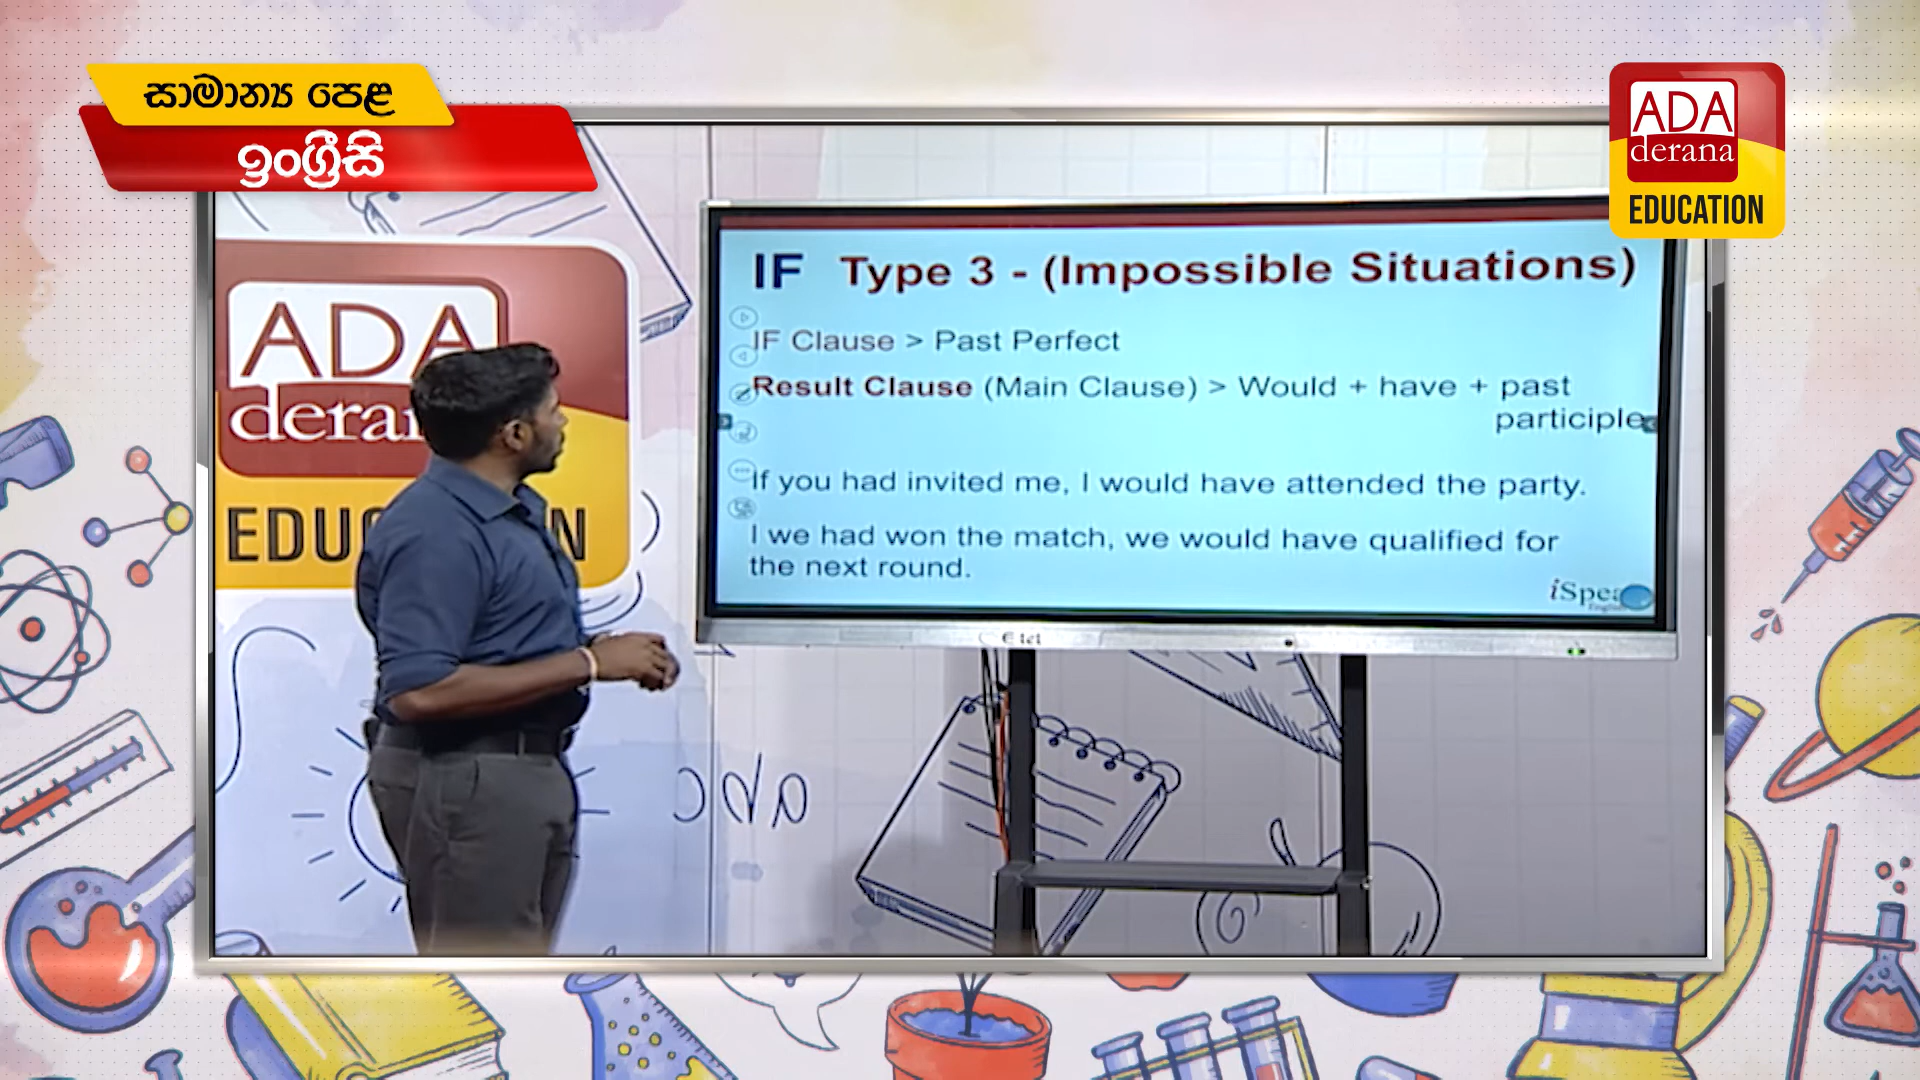 සාමාන්‍ය පෙළ
ඉංග්‍රීසි
ADA
derana
EDUCATION
ADA
IF Type 3 - (Impossible Situations)
IF Clause > Past Perfect
Result Clause (Main Clause) > Would + have + past
participle
If you had invited me, I would have attended the party.
I we had won the match, we would have qualified for
the next round.